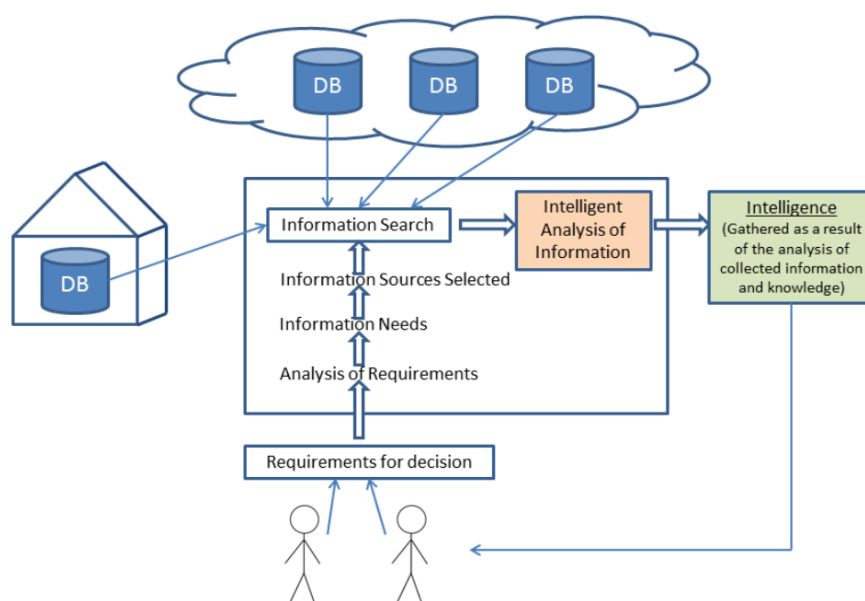 DB
DB
DB
DB
Information Search
Intelligent
Analysis of
Information
Intelligence
(Gathered as a result
of the analysis of
collected information
and knowledge)
Information Sources Selected
Information Needs
Analysis of Requirements
Requirements for decision